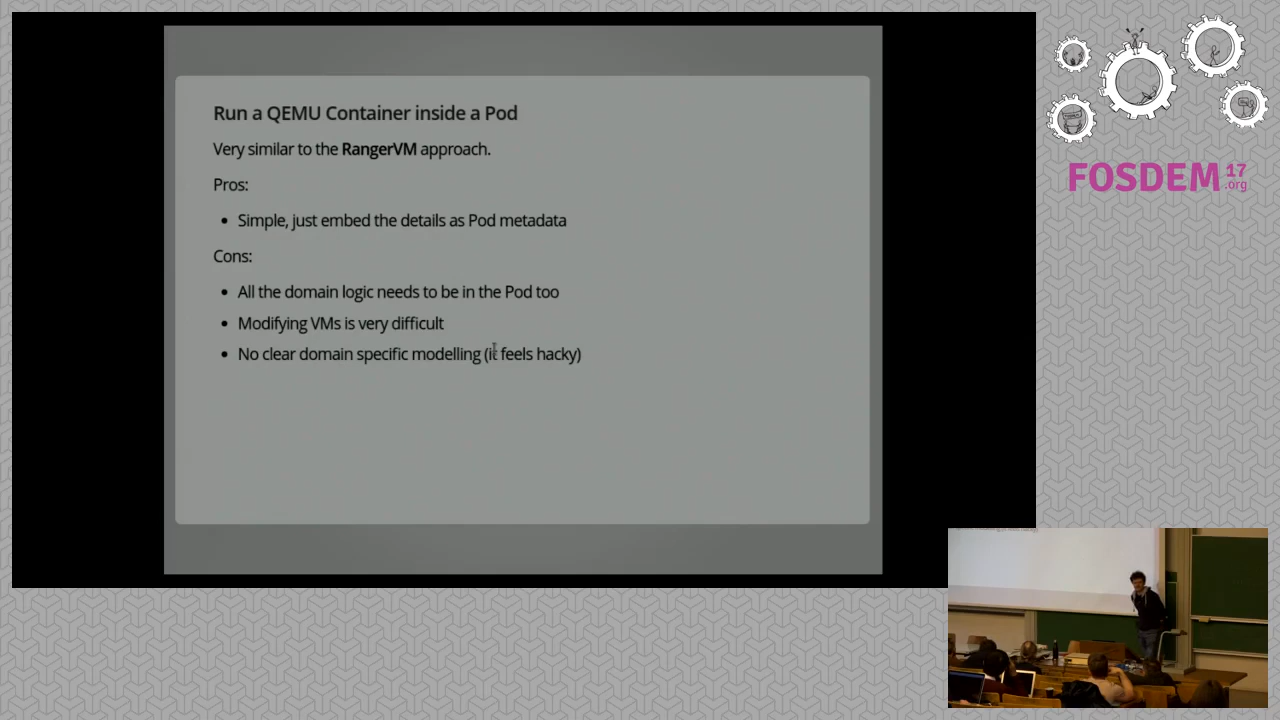 Run a QEMU Container inside a Pod
Very similar to the RangerVM approach.
Pros:
Simple, just embed the details as Pod metadata
Cons:
All the domain logic needs to be in the Pod too
Modifying VMs is very difficult
No clear domain specific modelling (it feels hacky)
FOSDEM 17
.org